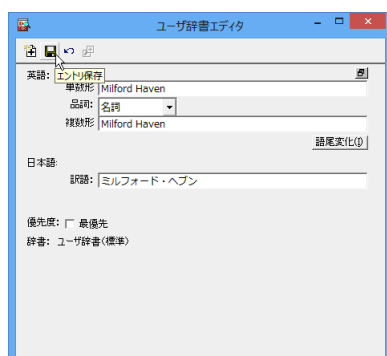 ユーザ辞書エディタ
英語:
エントリ保存
単数形 Milford Haven
品詞: 名詞
複数形 Milford Haven
語尾変化(I)
日本語:
訳語: ミルフォード・ヘブン
優先度: 最優先
辞書: ユーザ辞書(標準)